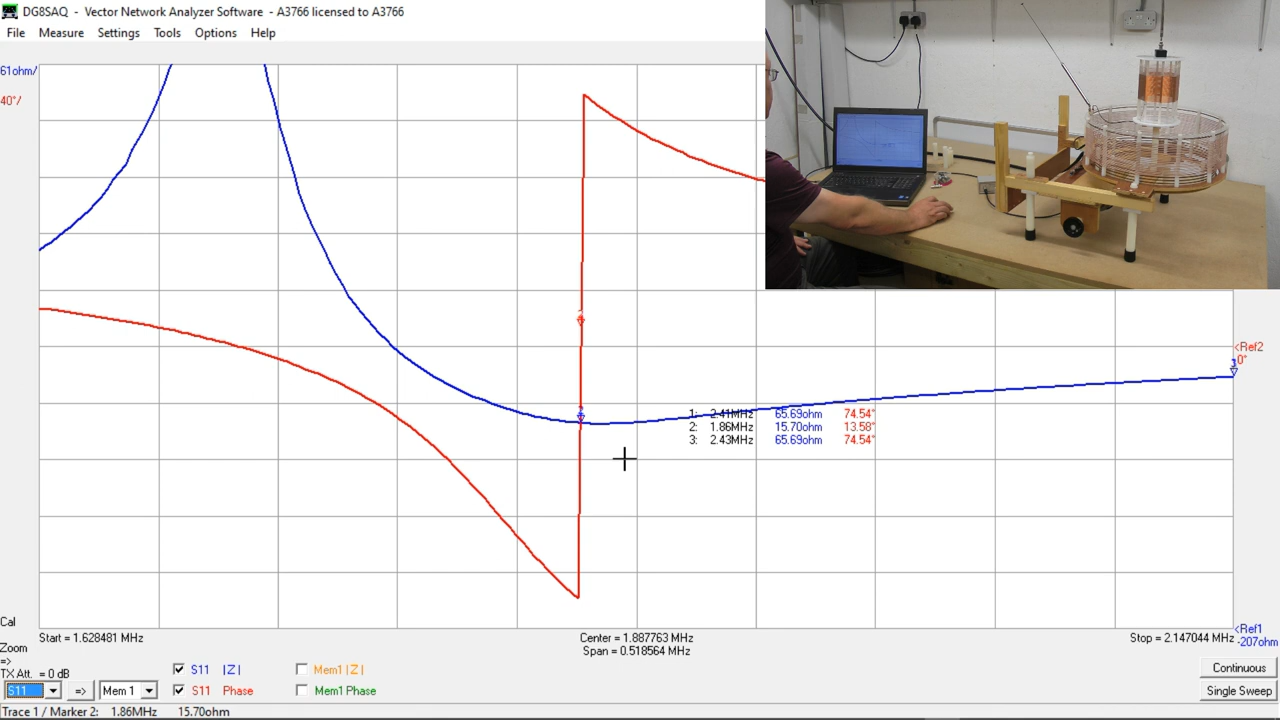 DG8SAQ - Vector Network Analyzer Software - A3766 licensed to A3766
File Measure Settings Tools Options Help
61ohm/
40°/
<Ref2
0°
1: 2.41MHz 65.69ohm 74.54°
2: 1.86MHz 15.70ohm 13.58°
3: 2.43MHz 65.69ohm 74.54°
Cal
<Ref1
-207ohm
Start = 1.628481 MHz Center = 1.887763 MHz Stop = 2.147044 MHz
Span = 0.518564 MHz
Zoom
=>
TX Att. = 0 dB
S11 |Z| Mem1 |Z| Continuous
S11 => Mem 1 S11 Phase Mem1 Phase Single Sweep
Trace 1 / Marker 2: 1.86MHz 15.70ohm